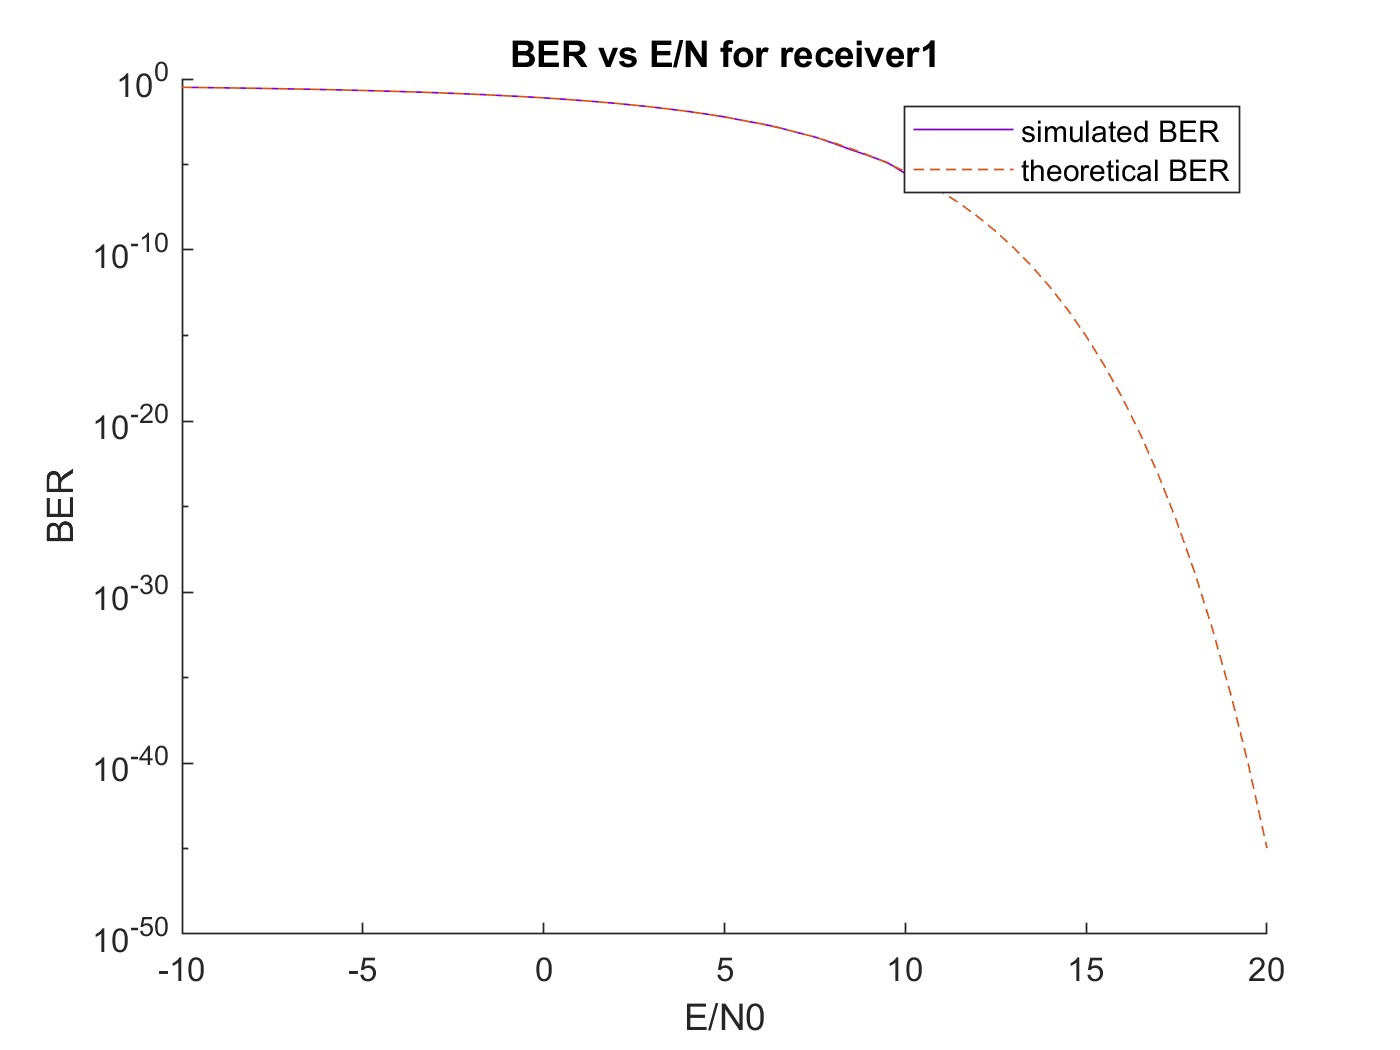 BER vs E/N for receiver1
10^0
simulated BER
theoretical BER
10^-10
10^-20
BER
10^-30
10^-40
10^-50
-10 -5 0 5 10 15 20
E/N0